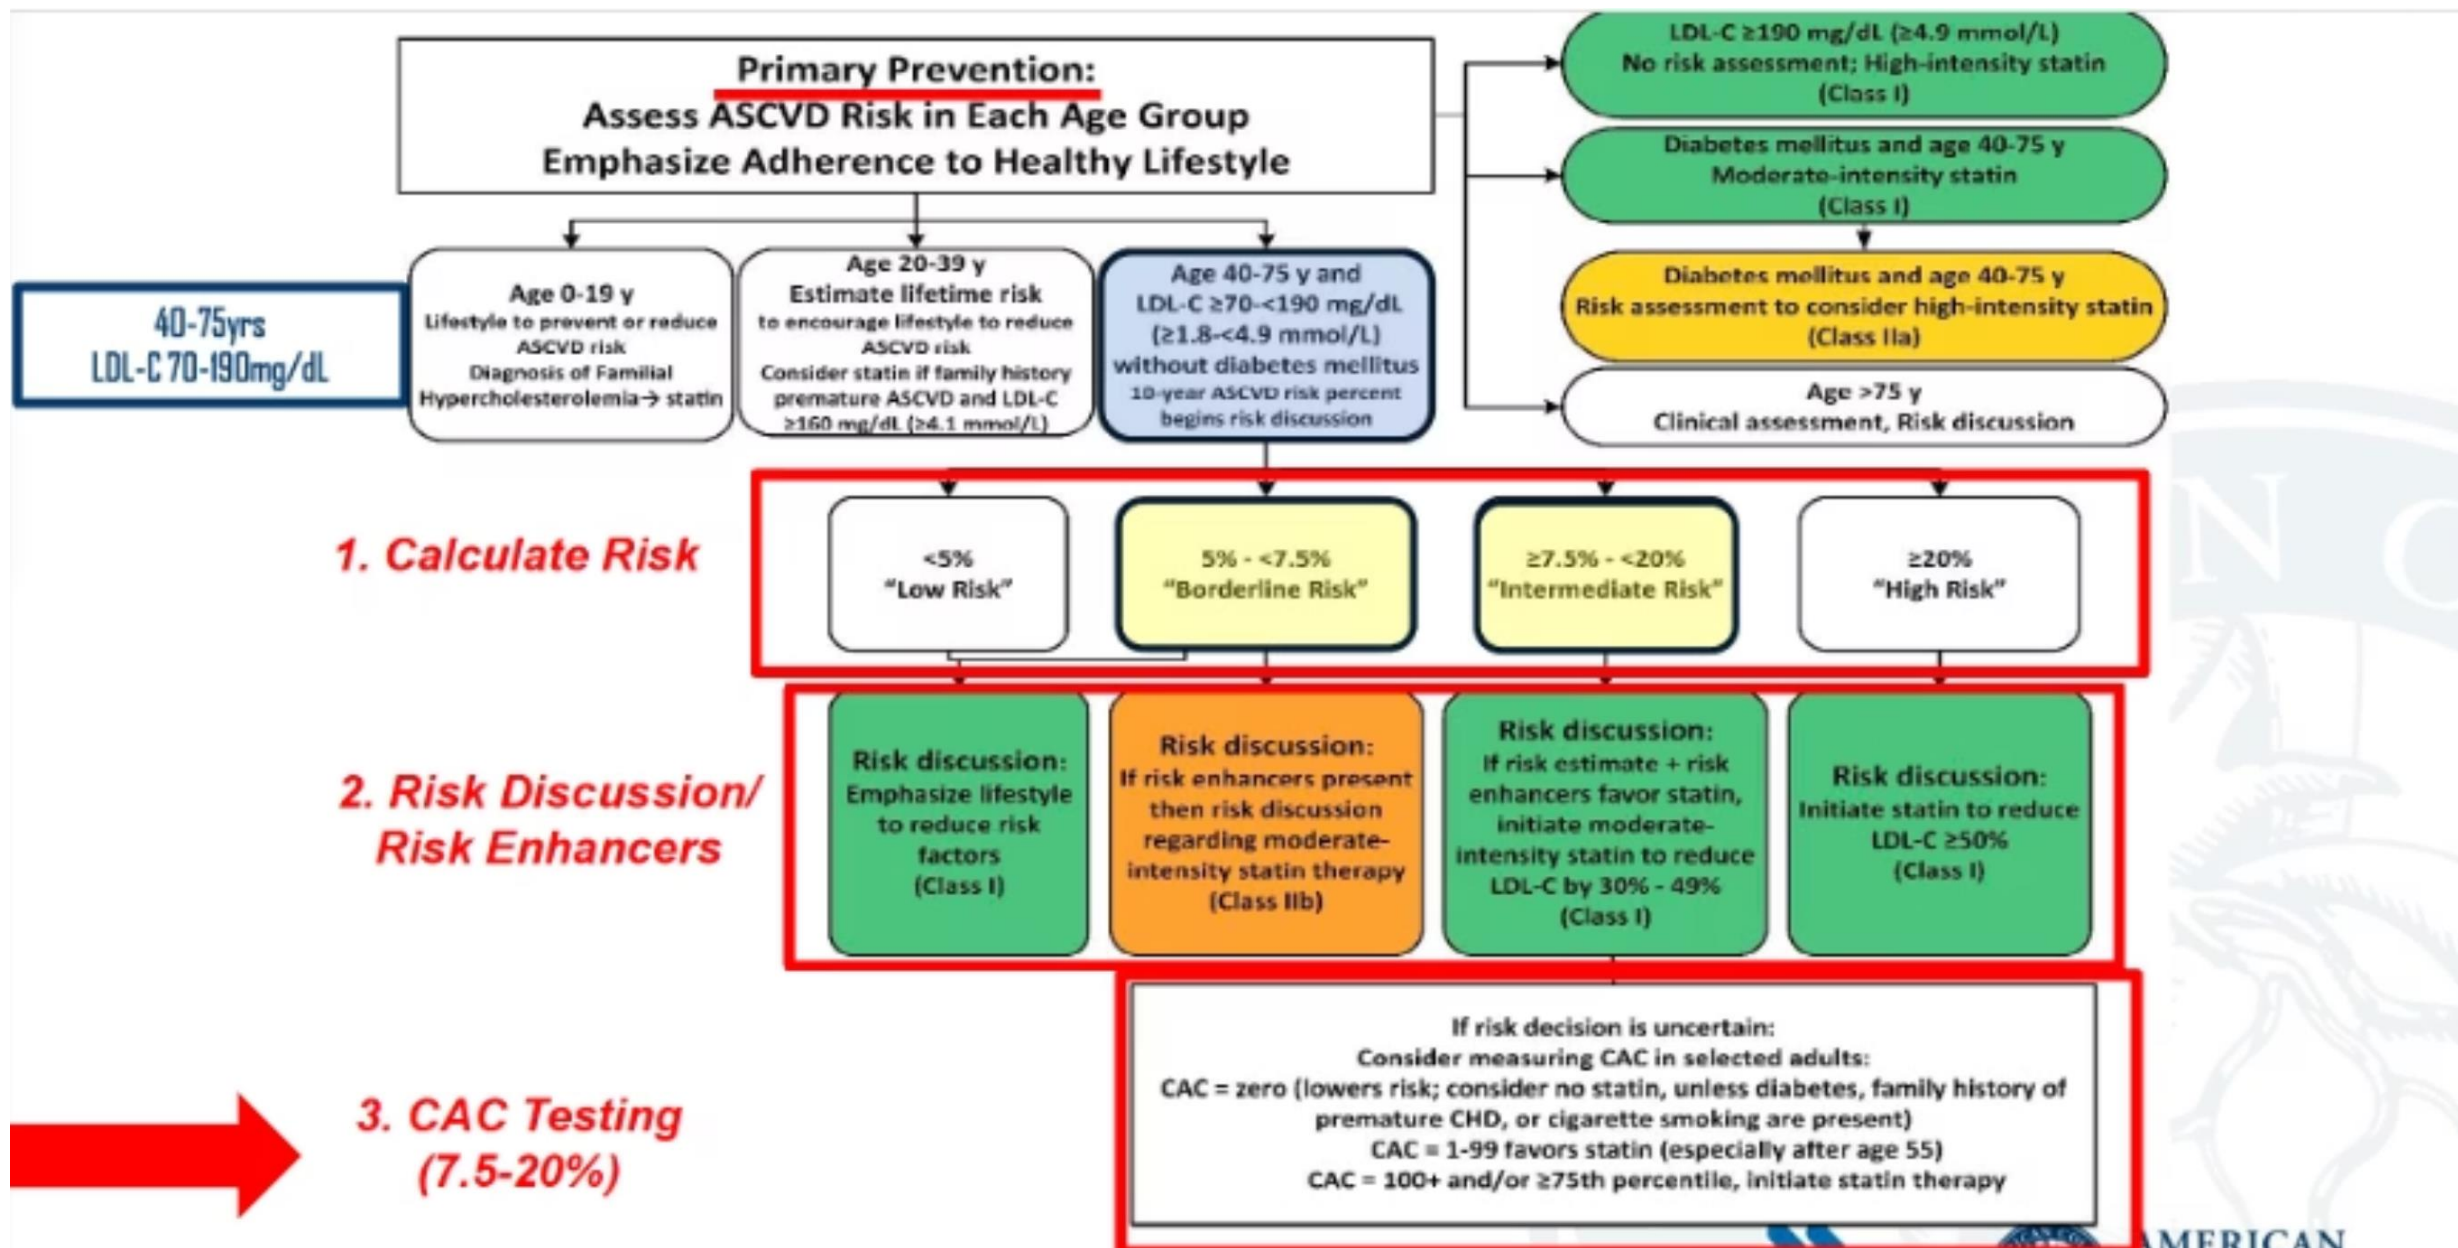 Primary Prevention:
Assess ASCVD Risk in Each Age Group
Emphasize Adherence to Healthy Lifestyle
LDL-C ≥190 mg/dL (≥4.9 mmol/L)
No risk assessment; High-intensity statin
(Class I)
Diabetes mellitus and age 40-75 y
Moderate-intensity statin
(Class I)
Diabetes mellitus and age 40-75 y
Risk assessment to consider high-intensity statin
(Class IIa)
Age >75 y
Clinical assessment, Risk discussion
40-75yrs
LDL-C 70-190mg/dL
Age 0-19 y
Lifestyle to prevent or reduce
ASCVD risk
Diagnosis of Familial
Hypercholesterolemia→ statin
Age 20-39 y
Estimate lifetime risk
to encourage lifestyle to reduce
ASCVD risk
Consider statin if family history
premature ASCVD and LDL-C
≥160 mg/dL (≥4.1 mmol/L)
Age 40-75 y and
LDL-C ≥70-<190 mg/dL
(≥1.8-<4.9 mmol/L)
without diabetes mellitus
10-year ASCVD risk percent
begins risk discussion
1. Calculate Risk
<5%
“Low Risk”
5% - <7.5%
“Borderline Risk”
≥7.5% - <20%
“Intermediate Risk”
≥20%
“High Risk”
2. Risk Discussion/
Risk Enhancers
Risk discussion:
Emphasize lifestyle
to reduce risk
factors
(Class I)
Risk discussion:
If risk enhancers present
then risk discussion
regarding moderate-
intensity statin therapy
(Class IIb)
Risk discussion:
If risk estimate + risk
enhancers favor statin,
initiate moderate-
intensity statin to reduce
LDL-C by 30% - 49%
(Class I)
Risk discussion:
Initiate statin to reduce
LDL-C ≥50%
(Class I)
3. CAC Testing
(7.5-20%)
If risk decision is uncertain:
Consider measuring CAC in selected adults:
CAC = zero (lowers risk; consider no statin, unless diabetes, family history of
premature CHD, or cigarette smoking are present)
CAC = 1-99 favors statin (especially after age 55)
CAC = 100+ and/or ≥75th percentile, initiate statin therapy
AMERICAN